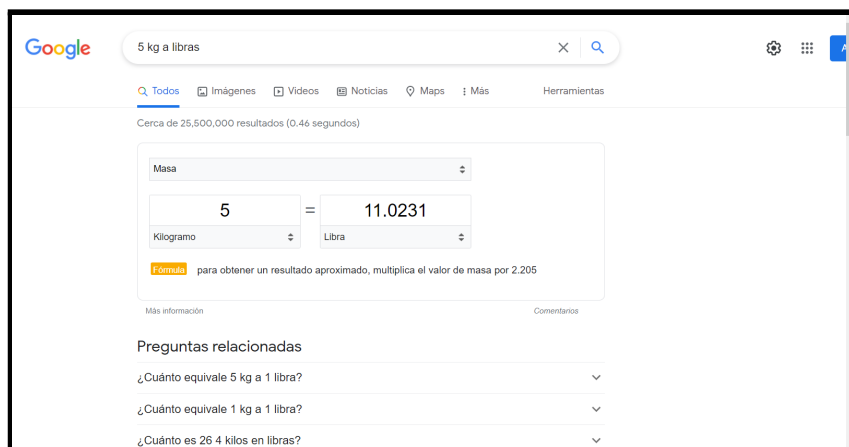 Google
5 kg a libras
Todos Imágenes Videos Noticias Maps Más Herramientas
Cerca de 25,500,000 resultados (0.46 segundos)
Masa
5 = 11.0231
Kilogramo Libra
Fórmula para obtener un resultado aproximado, multiplica el valor de masa por 2.205
Más información Comentarios
Preguntas relacionadas
¿Cuánto equivale 5 kg a 1 libra?
¿Cuánto equivale 1 kg a 1 libra?
¿Cuánto es 26 4 kilos en libras?